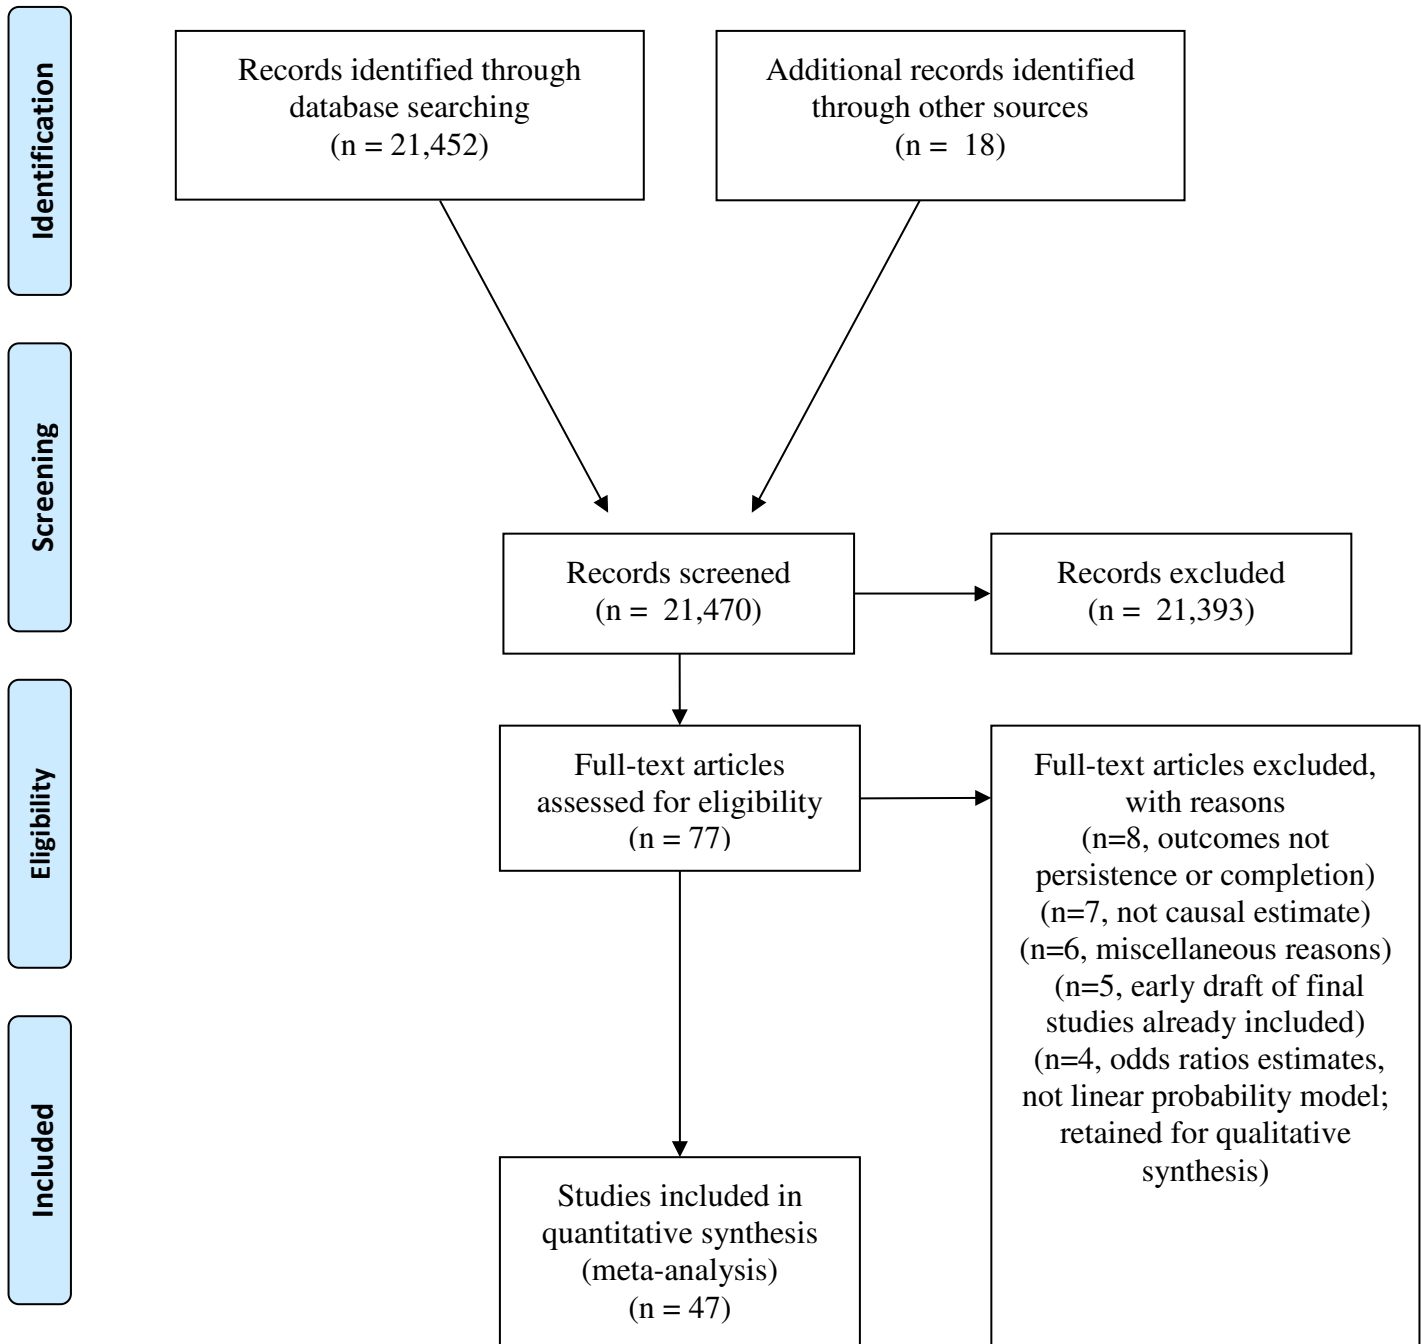 Identification
Records identified through
database searching
(n = 21,452)
Additional records identified
through other sources
(n = 18)
Screening
Records screened
(n = 21,470)
Records excluded
(n = 21,393)
Eligibility
Full-text articles
assessed for eligibility
(n = 77)
Full-text articles excluded,
with reasons
(n=8, outcomes not
persistence or completion)
(n=7, not causal estimate)
(n=6, miscellaneous reasons)
(n=5, early draft of final
studies already included)
(n=4, odds ratios estimates,
not linear probability model;
retained for qualitative
synthesis)
Included
Studies included in
quantitative synthesis
(meta-analysis)
(n = 47)